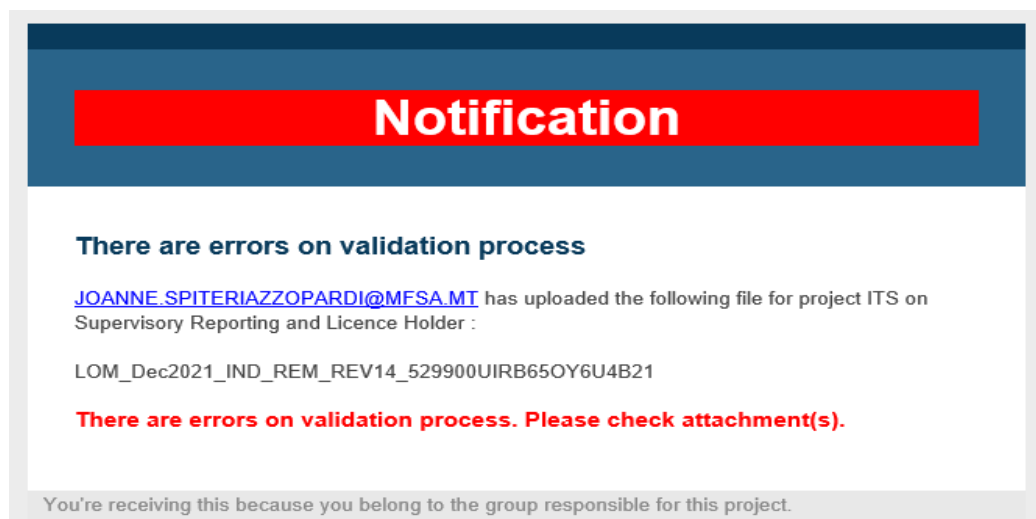 Notification
There are errors on validation process
JOANNE.SPITERIAZZOPARDI@MFSA.MT has uploaded the following file for project ITS on
Supervisory Reporting and Licence Holder :
LOM_Dec2021_IND_REM_REV14_529900UIRB65OY6U4B21
There are errors on validation process. Please check attachment(s).
You're receiving this because you belong to the group responsible for this project.